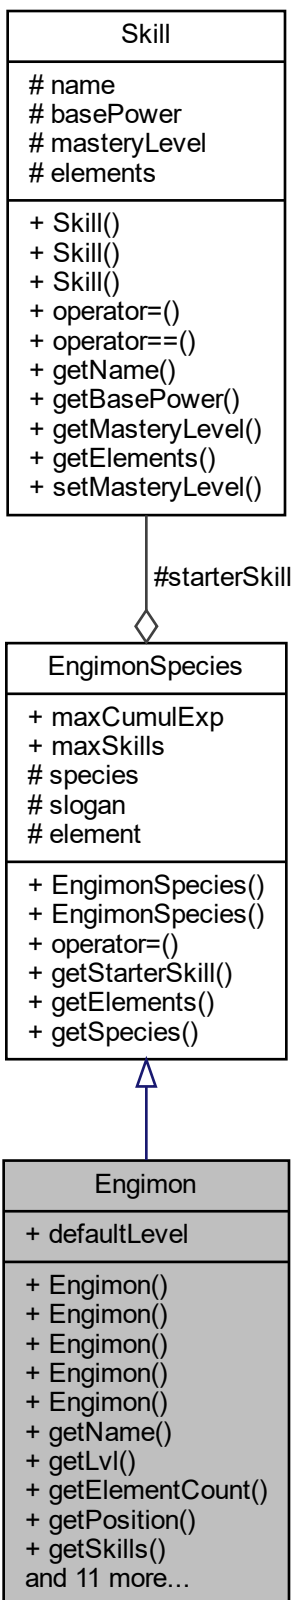 Skill
# name
# basePower
# masteryLevel
# elements
+ Skill()
+ Skill()
+ Skill()
+ operator=()
+ operator==()
+ getName()
+ getBasePower()
+ getMasteryLevel()
+ getElements()
+ setMasteryLevel()
#starterSkill
EngimonSpecies
+ maxCumulExp
+ maxSkills
# species
# slogan
# element
+ EngimonSpecies()
+ EngimonSpecies()
+ operator=()
+ getStarterSkill()
+ getElements()
+ getSpecies()
Engimon
+ defaultLevel
+ Engimon()
+ Engimon()
+ Engimon()
+ Engimon()
+ Engimon()
+ getName()
+ getLvl()
+ getElementCount()
+ getPosition()
+ getSkills()
and 11 more...